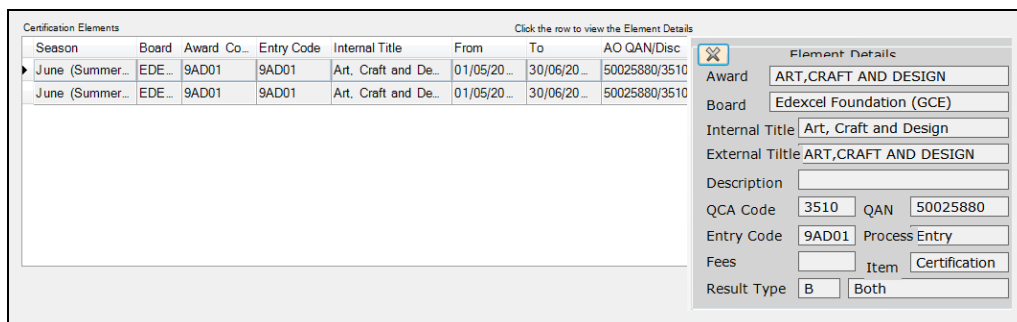 Certification Elements Click the row to view the Element Details
Season Board Award Co... Entry Code Internal Title From To AO QAN/Disc
June (Summer... EDE... 9AD01 9AD01 Art, Craft and De... 01/05/20... 30/06/20... 50025880/3510
June (Summer... EDE... 9AD01 9AD01 Art, Craft and De... 01/05/20... 30/06/20... 50025880/3510
Element Details
Award ART,CRAFT AND DESIGN
Board Edexcel Foundation (GCE)
Internal Title Art, Craft and Design
External Tiltle ART,CRAFT AND DESIGN
Description
QCA Code 3510 QAN 50025880
Entry Code 9AD01 Process Entry
Fees Item Certification
Result Type B Both